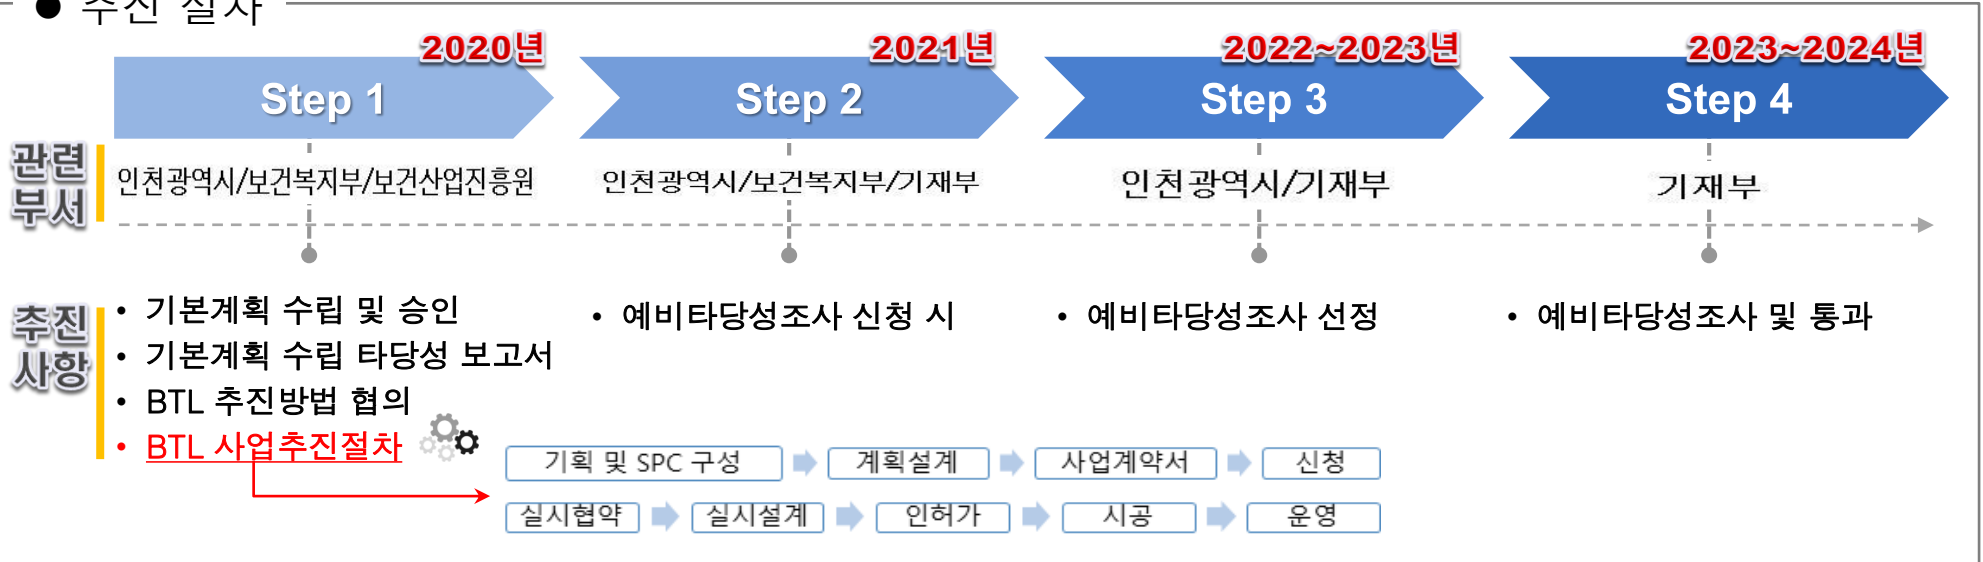 ● 추진 절차
2020년 2021년 2022~2023년 2023~2024년
Step 1 Step 2 Step 3 Step 4
관련
부서
인천광역시/보건복지부/보건산업진흥원 인천광역시/보건복지부/기재부 인천광역시/기재부 기재부
추진
사항
• 기본계획 수립 및 승인
• 기본계획 수립 타당성 보고서
• BTL 추진방법 협의
• BTL 사업추진절차
• 예비타당성조사 신청 시
• 예비타당성조사 선정
• 예비타당성조사 및 통과
기획 및 SPC 구성 계획설계 사업계약서 신청
실시협약 실시설계 인허가 시공 운영